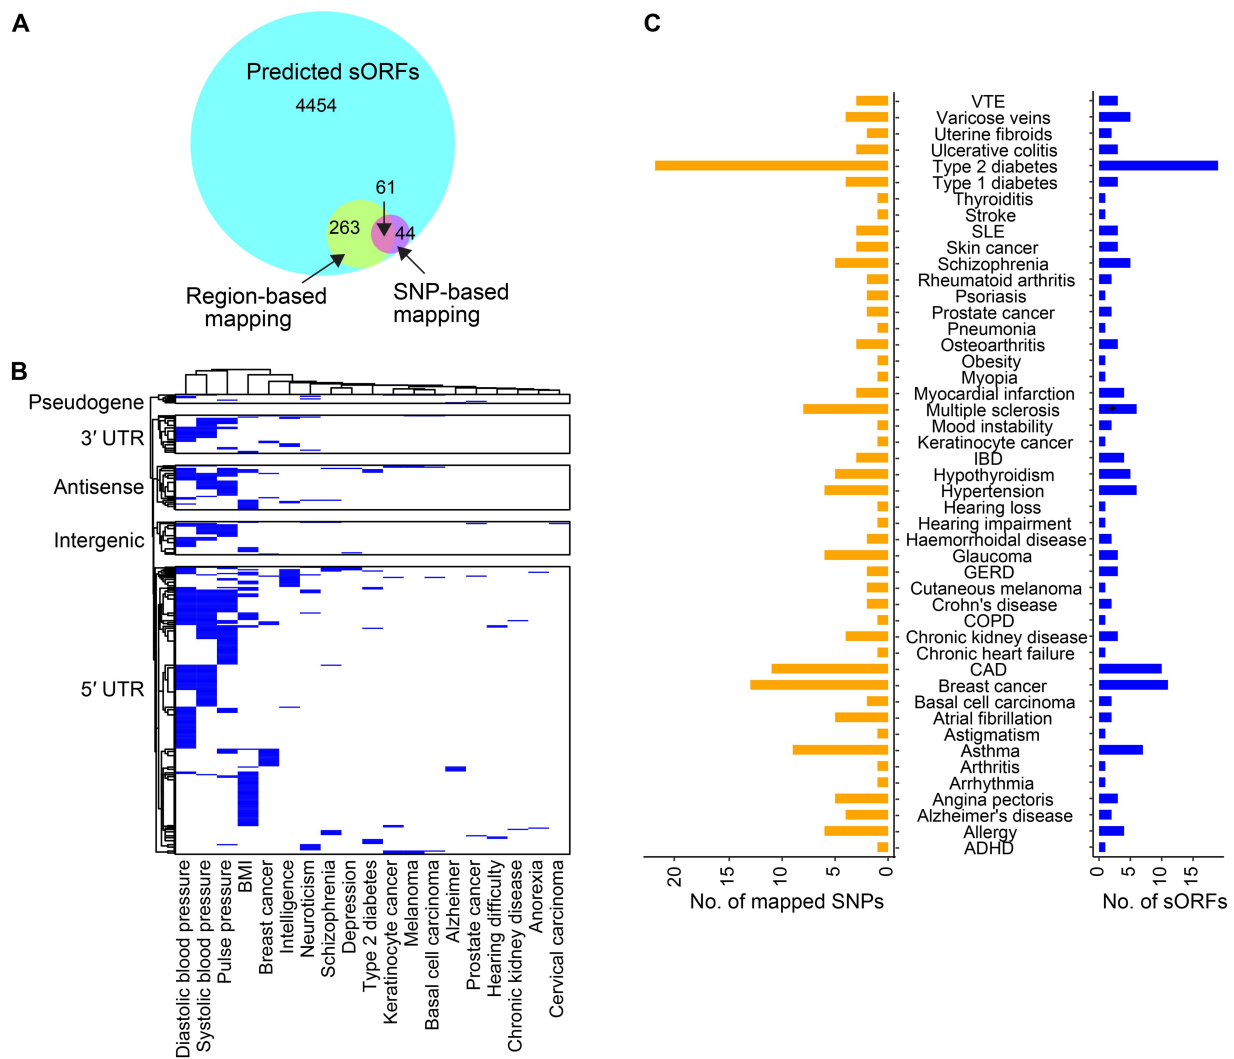 A
Predicted sORFs
4454
61
263
44
Region-based
mapping
SNP-based
mapping
B
Pseudogene
3′ UTR
Antisense
Intergenic
5′ UTR
Diastolic blood pressure
Systolic blood pressure
Pulse pressure
BMI
Breast cancer
Intelligence
Neuroticism
Schizophrenia
Depression
Type 2 diabetes
Keratinocyte cancer
Melanoma
Basal cell carcinoma
Alzheimer
Prostate cancer
Hearing difficulty
Chronic kidney disease
Anorexia
Cervical carcinoma
C
VTE
Varicose veins
Uterine fibroids
Ulcerative colitis
Type 2 diabetes
Type 1 diabetes
Thyroiditis
Stroke
SLE
Skin cancer
Schizophrenia
Rheumatoid arthritis
Psoriasis
Prostate cancer
Pneumonia
Osteoarthritis
Obesity
Myopia
Myocardial infarction
Multiple sclerosis
Mood instability
Keratinocyte cancer
IBD
Hypothyroidism
Hypertension
Hearing loss
Hearing impairment
Haemorrhoidal disease
Glaucoma
GERD
Cutaneous melanoma
Crohn's disease
COPD
Chronic kidney disease
Chronic heart failure
CAD
Breast cancer
Basal cell carcinoma
Atrial fibrillation
Astigmatism
Asthma
Arthritis
Arrhythmia
Angina pectoris
Alzheimer's disease
Allergy
ADHD
20 15 10 5 0
No. of mapped SNPs
0 5 10 15
No. of sORFs